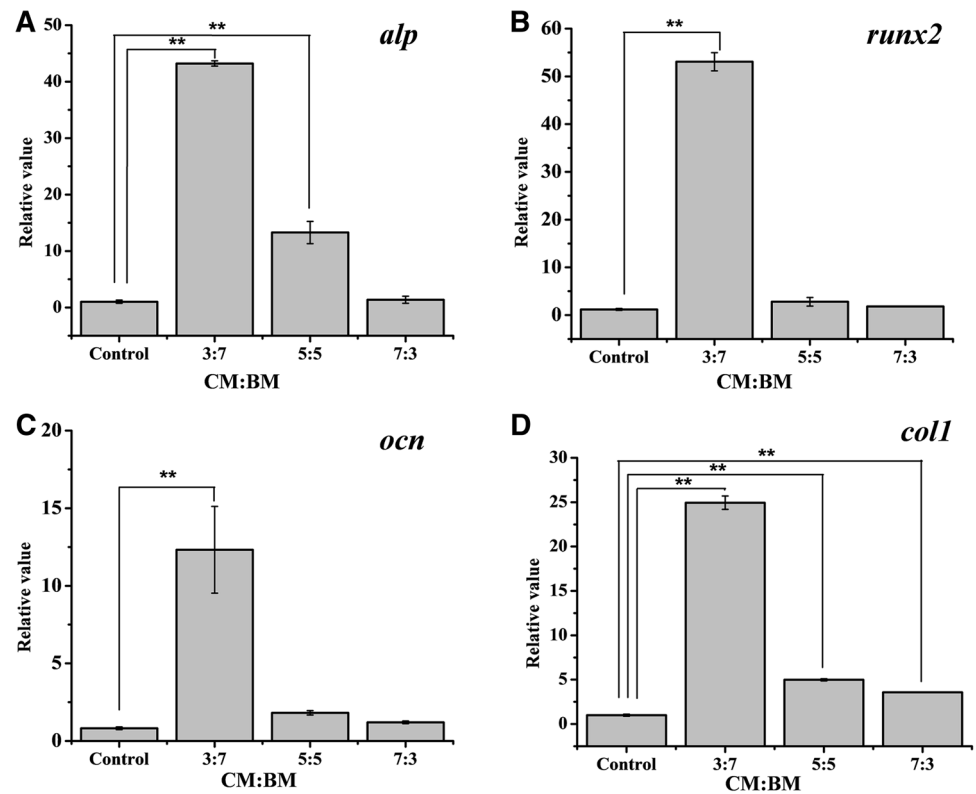 A
alp
**
**
50
40
30
20
10
0
Relative value
Control 3:7 5:5 7:3
CM:BM
B
runx2
**
60
50
40
30
20
10
0
Relative value
Control 3:7 5:5 7:3
CM:BM
C
ocn
**
20
15
10
5
0
Relative value
Control 3:7 5:5 7:3
CM:BM
D
col1
**
**
**
30
25
20
15
10
5
0
Relative value
Control 3:7 5:5 7:3
CM:BM